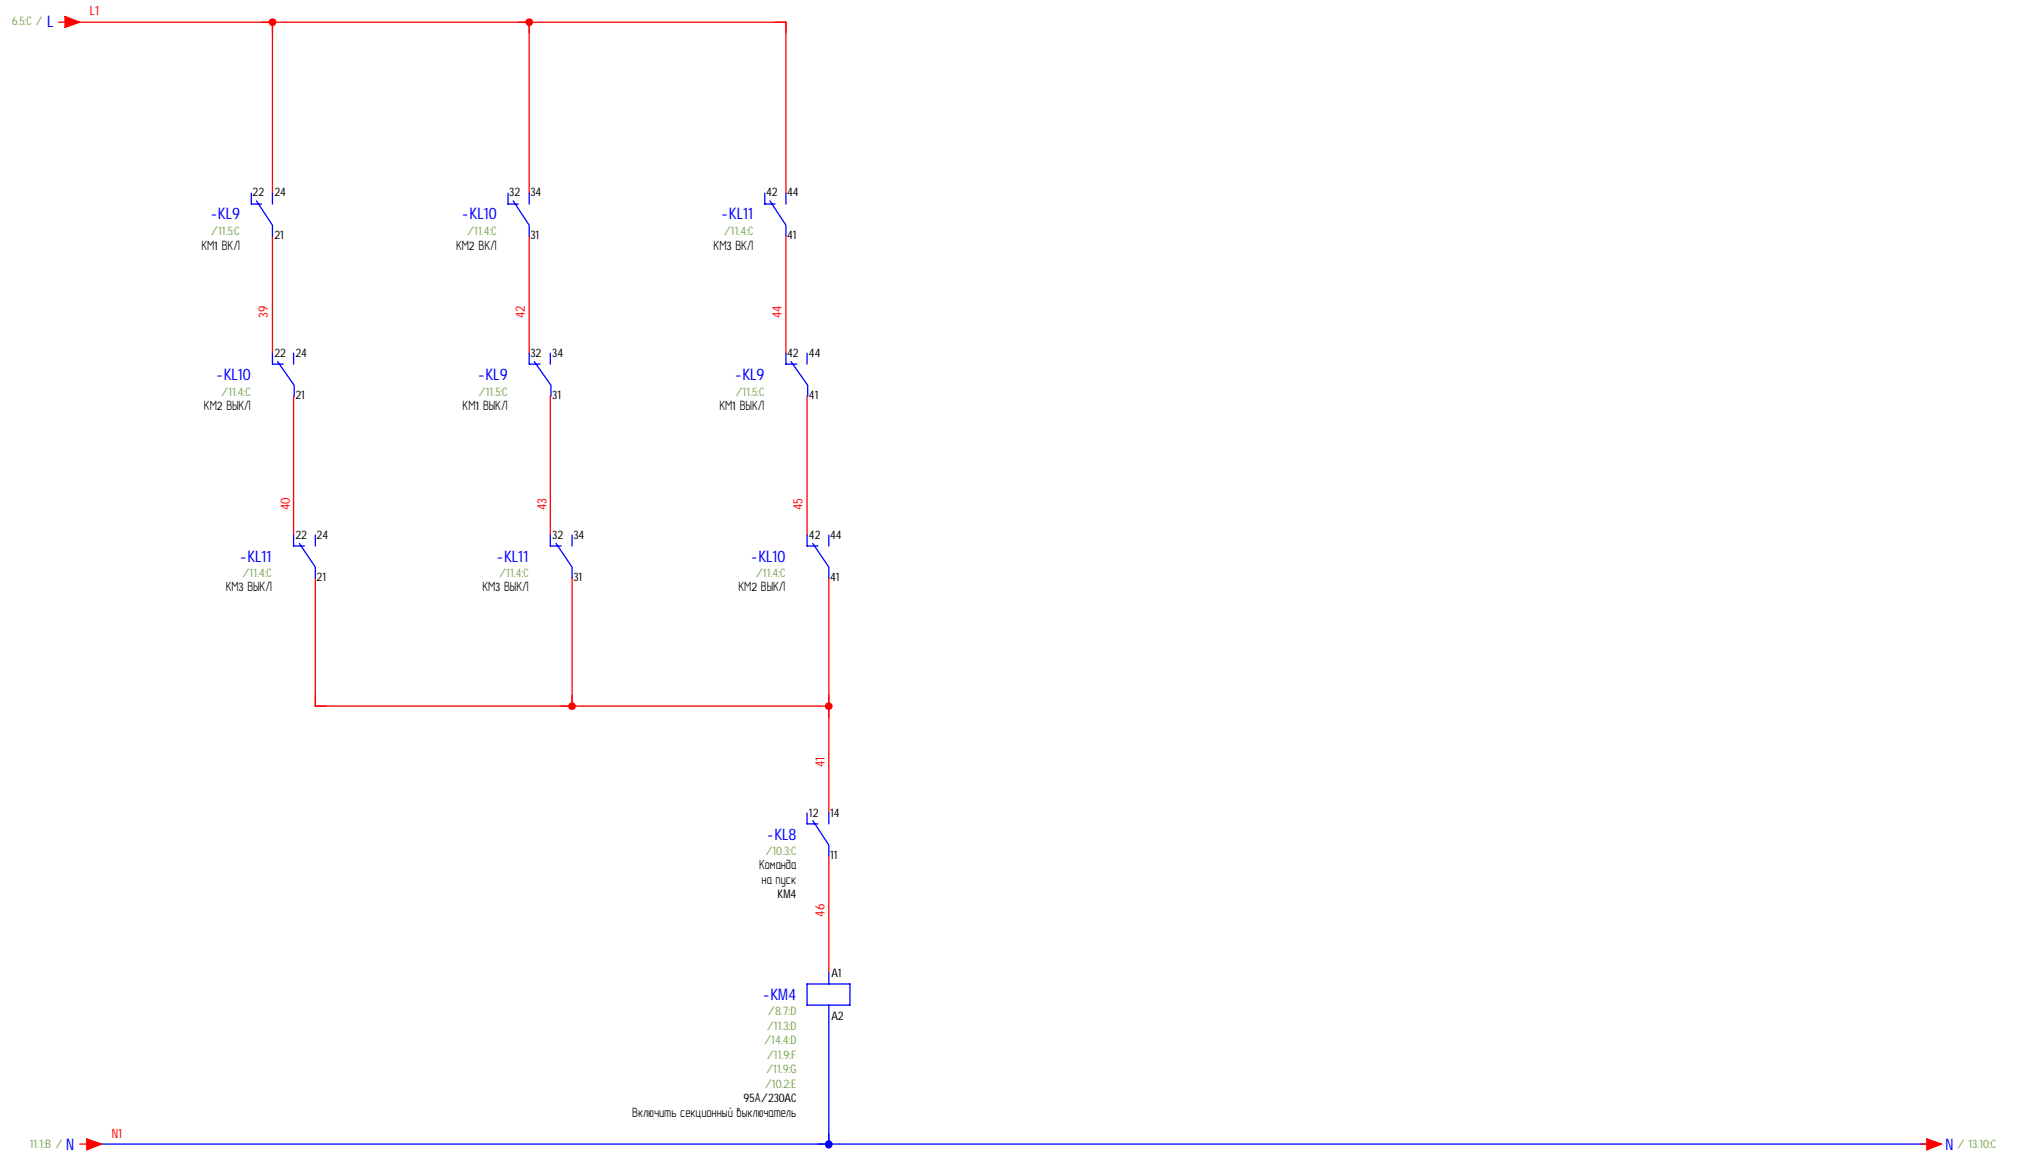 6.5:C / L L1
22 24
-KL9
/11.5:C
КМ1 ВКЛ
21
32 34
-KL10
/11.4:C
КМ2 ВКЛ
31
42 44
-KL11
/11.4:C
КМ3 ВКЛ
41
39
42
44
22 24
-KL10
/11.4:C
КМ2 ВЫКЛ
21
32 34
-KL9
/11.5:C
КМ1 ВЫКЛ
31
42 44
-KL9
/11.5:C
КМ1 ВЫКЛ
41
40
43
45
22 24
-KL11
/11.4:C
КМ3 ВЫКЛ
21
32 34
-KL11
/11.4:C
КМ3 ВЫКЛ
31
42 44
-KL10
/11.4:C
КМ2 ВЫКЛ
41
41
12 14
-KL8
/10.3:C
Команда
на пуск
КМ4
11
46
A1
-KM4
A2
/8.7:D
/11.3:D
/14.4:D
/11.9:F
/11.9:G
/10.2:E
95A/230AC
Включить секционный выключатель
11.1:B / N N1
N / 13.10:C